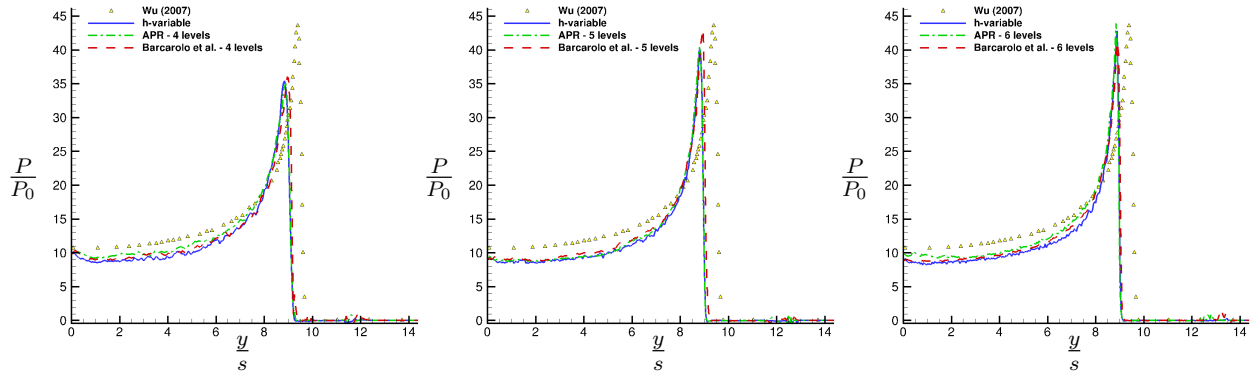 Wu (2007)
h-variable
APR - 4 levels
Barcarolo et al. - 4 levels
45
40
35
30
25
20
15
10
5
0
P
P0
0 2 4 6 8 10 12 14
y
s
Wu (2007)
h-variable
APR - 5 levels
Barcarolo et al. - 5 levels
45
40
35
30
25
20
15
10
5
0
P
P0
0 2 4 6 8 10 12 14
y
s
Wu (2007)
h-variable
APR - 6 levels
Barcarolo et al. - 6 levels
45
40
35
30
25
20
15
10
5
0
P
P0
0 2 4 6 8 10 12 14
y
s